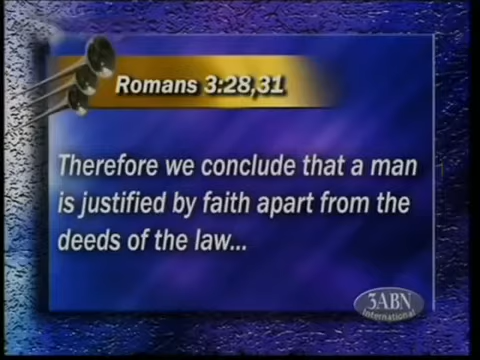 Romans 3:28,31
Therefore we conclude that a man
is justified by faith apart from the
deeds of the law...
3ABN
International